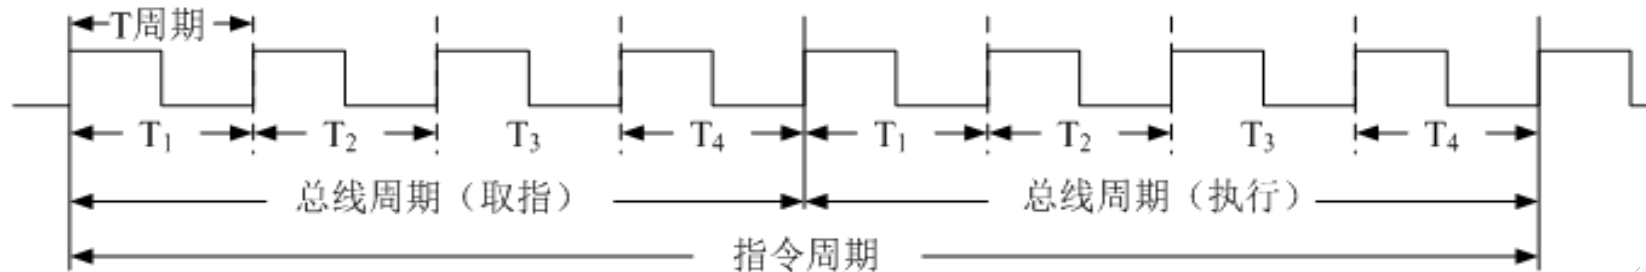 T周期
T₁ T₂ T₃ T₄ T₁ T₂ T₃ T₄
总线周期（取指） 总线周期（执行）
指令周期